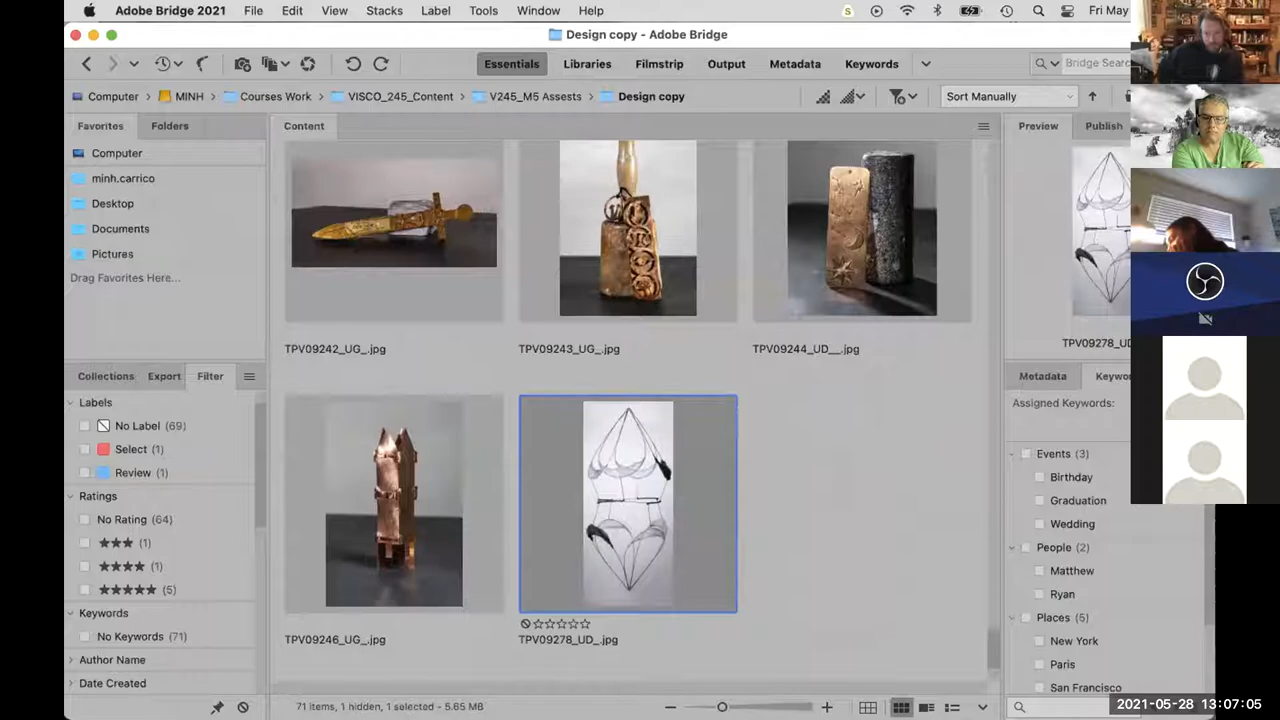 Adobe Bridge 2021 File Edit View Stacks Label Tools Window Help Fri May
Design copy - Adobe Bridge
Essentials Libraries Filmstrip Output Metadata Keywords Bridge Searc
Computer MINH Courses Work VISCO_245_Content V245_M5 Assests Design copy Sort Manually
Favorites Folders Content Preview Publish
Computer
minh.carrico
Desktop
Documents
Pictures
Drag Favorites Here...
TPV09242_UG_.jpg TPV09243_UG_.jpg TPV09244_UD__.jpg TPV09278_UD
Collections Export Filter Metadata Keywo
Labels
No Label (69)
Select (1)
Review (1)
Ratings
No Rating (64)
★★★ (1)
★★★★ (1)
★★★★★ (5)
Keywords
No Keywords (71)
Author Name
Date Created
Assigned Keywords:
Events (3)
Birthday
Graduation
Wedding
People (2)
Matthew
Ryan
Places (5)
New York
Paris
San Francisco
TPV09246_UG_.jpg TPV09278_UD_.jpg
71 items, 1 hidden, 1 selected - 5.65 MB
2021-05-28 13:07:05